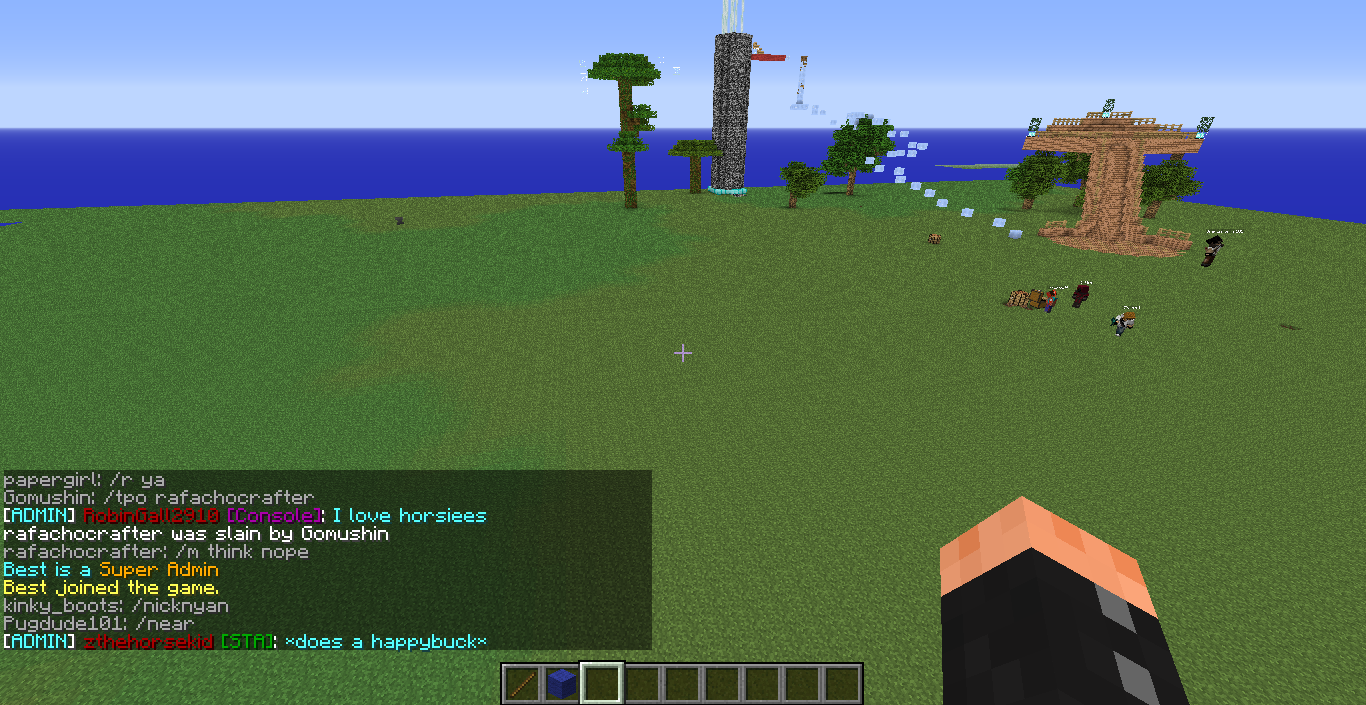 papergirl: /r ya
Gomushin: /tpo rafachocrafter
[ADMIN] RobinGall2910 [Console]: I love horsiees
rafachocrafter was slain by Gomushin
rafachocrafter: /m think nope
Best is a Super Admin
Best joined the game.
kinky_boots: /nicknyan
Pugdude101: /near
[ADMIN] zthehorsekid [STA]: *does a happybuck*